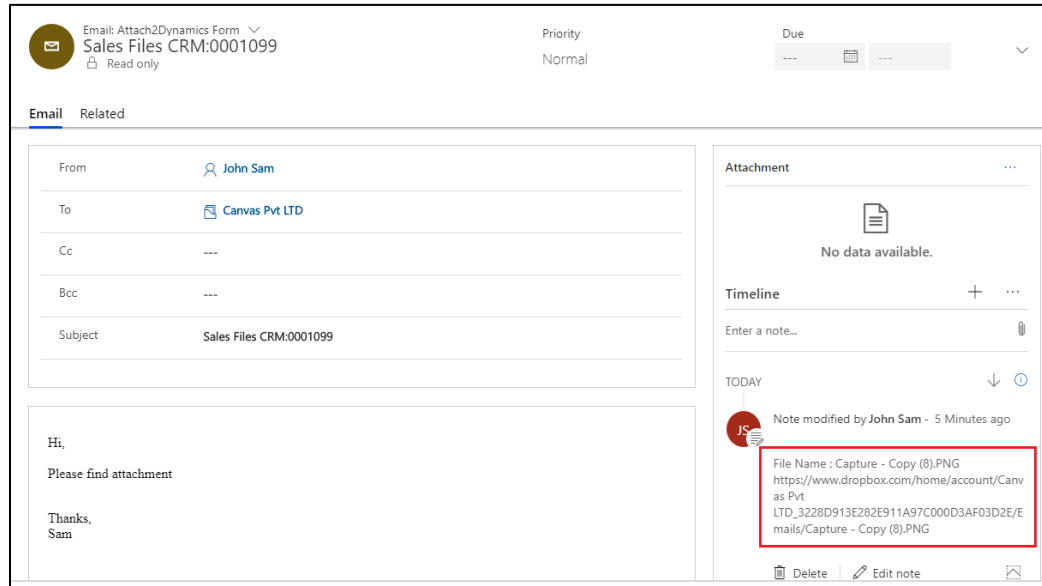 Email: Attach2Dynamics Form
Sales Files CRM:0001099
Read only
Priority
Normal
Due
---
---
Email Related
From John Sam
To Canvas Pvt LTD
Cc ---
Bcc ---
Subject Sales Files CRM:0001099
Hi,
Please find attachment
Thanks,
Sam
Attachment
No data available.
Timeline
Enter a note...
TODAY
JS
Note modified by John Sam - 5 Minutes ago
File Name : Capture - Copy (8).PNG
https://www.dropbox.com/home/account/Canv
as Pvt
LTD_3228D913E282E911A97C000D3AF03D2E/E
mails/Capture - Copy (8).PNG
Delete Edit note